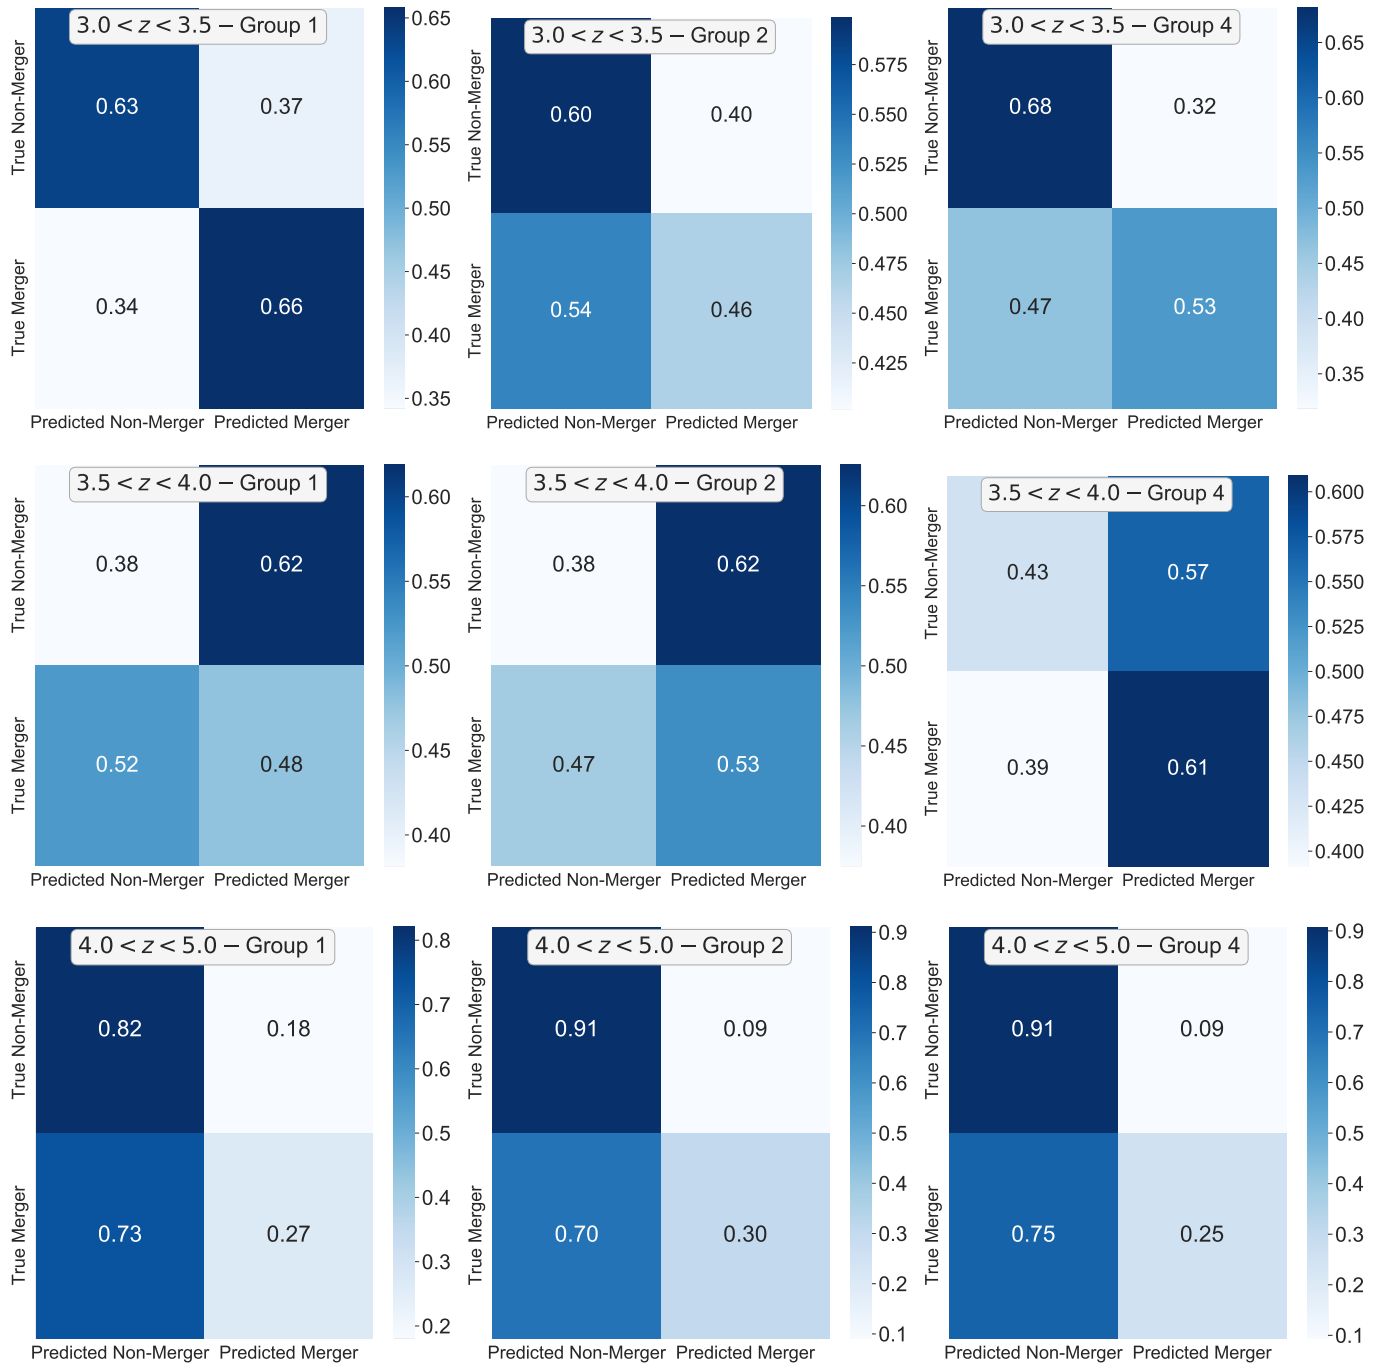 3.0 < z < 3.5 − Group 1
True Non-Merger
True Merger
0.63
0.37
0.34
0.66
Predicted Non-Merger
Predicted Merger
0.65
0.60
0.55
0.50
0.45
0.40
0.35
3.0 < z < 3.5 − Group 2
True Non-Merger
True Merger
0.60
0.40
0.54
0.46
Predicted Non-Merger
Predicted Merger
0.575
0.550
0.525
0.500
0.475
0.450
0.425
3.0 < z < 3.5 − Group 4
True Non-Merger
True Merger
0.68
0.32
0.47
0.53
Predicted Non-Merger
Predicted Merger
0.65
0.60
0.55
0.50
0.45
0.40
0.35
3.5 < z < 4.0 − Group 1
True Non-Merger
True Merger
0.38
0.62
0.52
0.48
Predicted Non-Merger
Predicted Merger
0.60
0.55
0.50
0.45
0.40
3.5 < z < 4.0 − Group 2
True Non-Merger
True Merger
0.38
0.62
0.47
0.53
Predicted Non-Merger
Predicted Merger
0.60
0.55
0.50
0.45
0.40
3.5 < z < 4.0 − Group 4
True Non-Merger
True Merger
0.43
0.57
0.39
0.61
Predicted Non-Merger
Predicted Merger
0.600
0.575
0.550
0.525
0.500
0.475
0.450
0.425
0.400
4.0 < z < 5.0 − Group 1
True Non-Merger
True Merger
0.82
0.18
0.73
0.27
Predicted Non-Merger
Predicted Merger
0.8
0.7
0.6
0.5
0.4
0.3
0.2
4.0 < z < 5.0 − Group 2
True Non-Merger
True Merger
0.91
0.09
0.70
0.30
Predicted Non-Merger
Predicted Merger
0.9
0.8
0.7
0.6
0.5
0.4
0.3
0.2
0.1
4.0 < z < 5.0 − Group 4
True Non-Merger
True Merger
0.91
0.09
0.75
0.25
Predicted Non-Merger
Predicted Merger
0.9
0.8
0.7
0.6
0.5
0.4
0.3
0.2
0.1